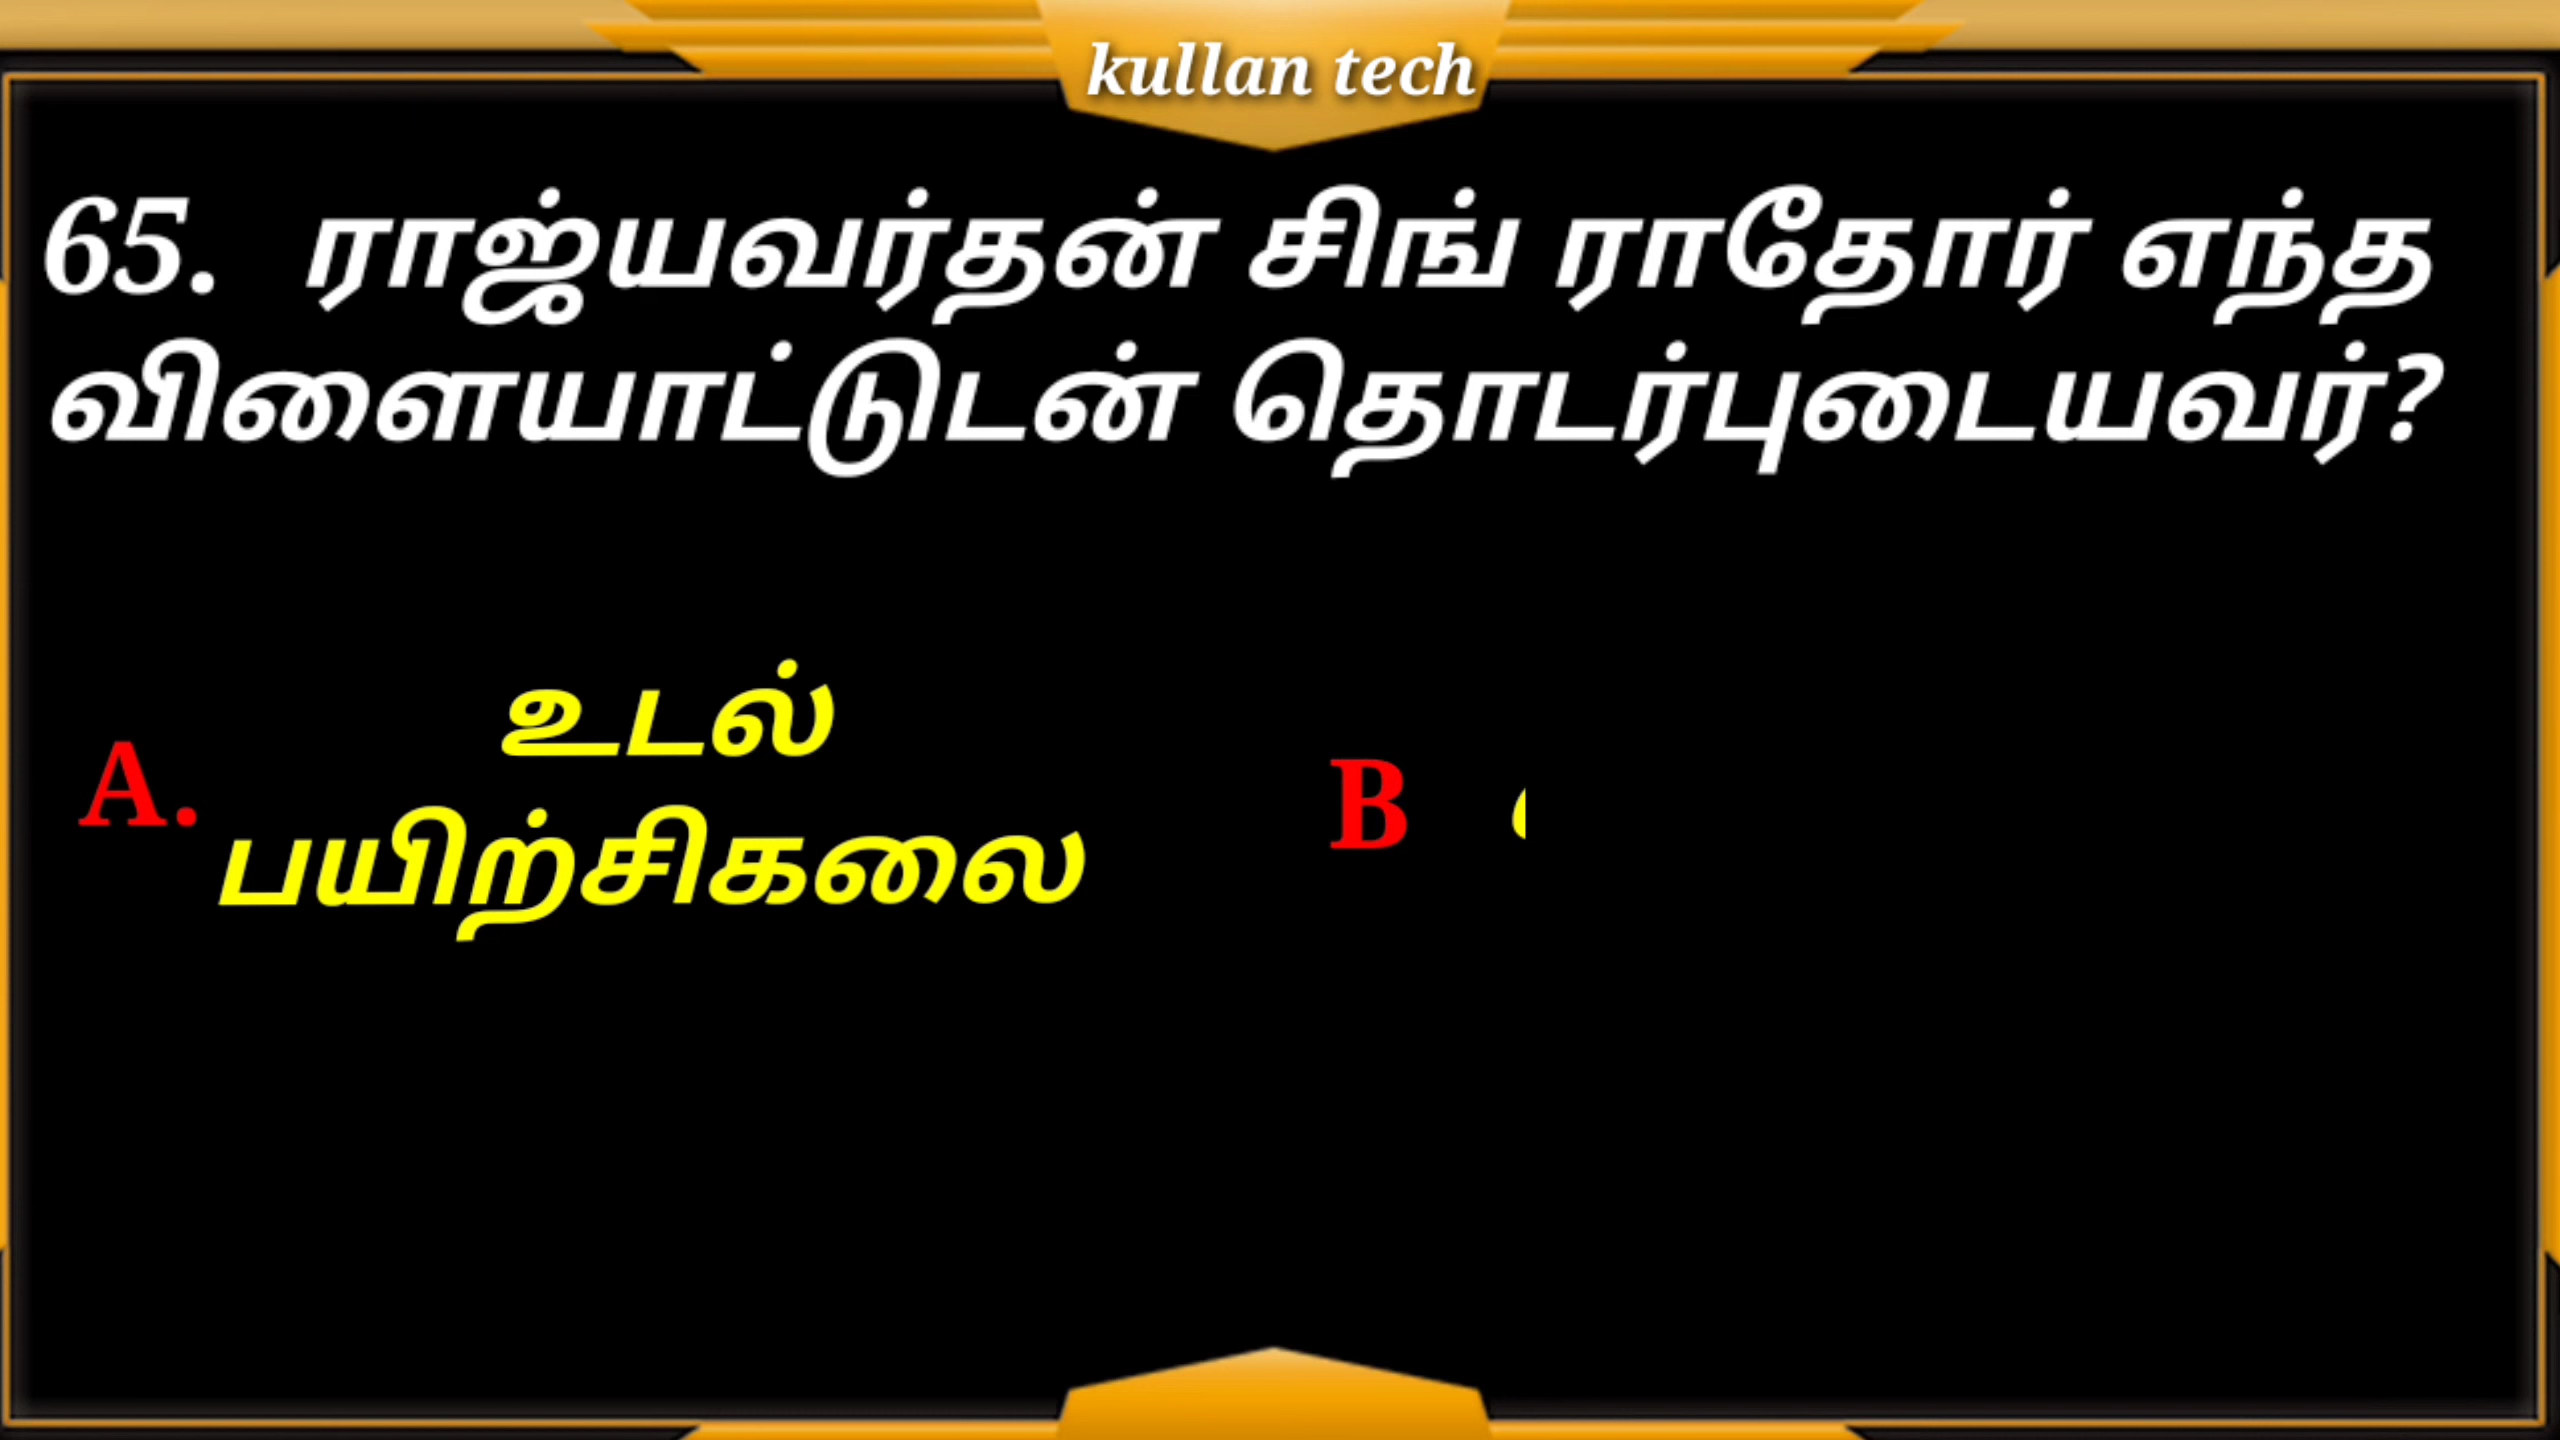 kullan tech
65. ராஜ்யவர்தன் சிங் ராதோர் எந்த
விளையாட்டுடன் தொடர்புடையவர்?
உடல்
A.
பயிற்சிகலை
B